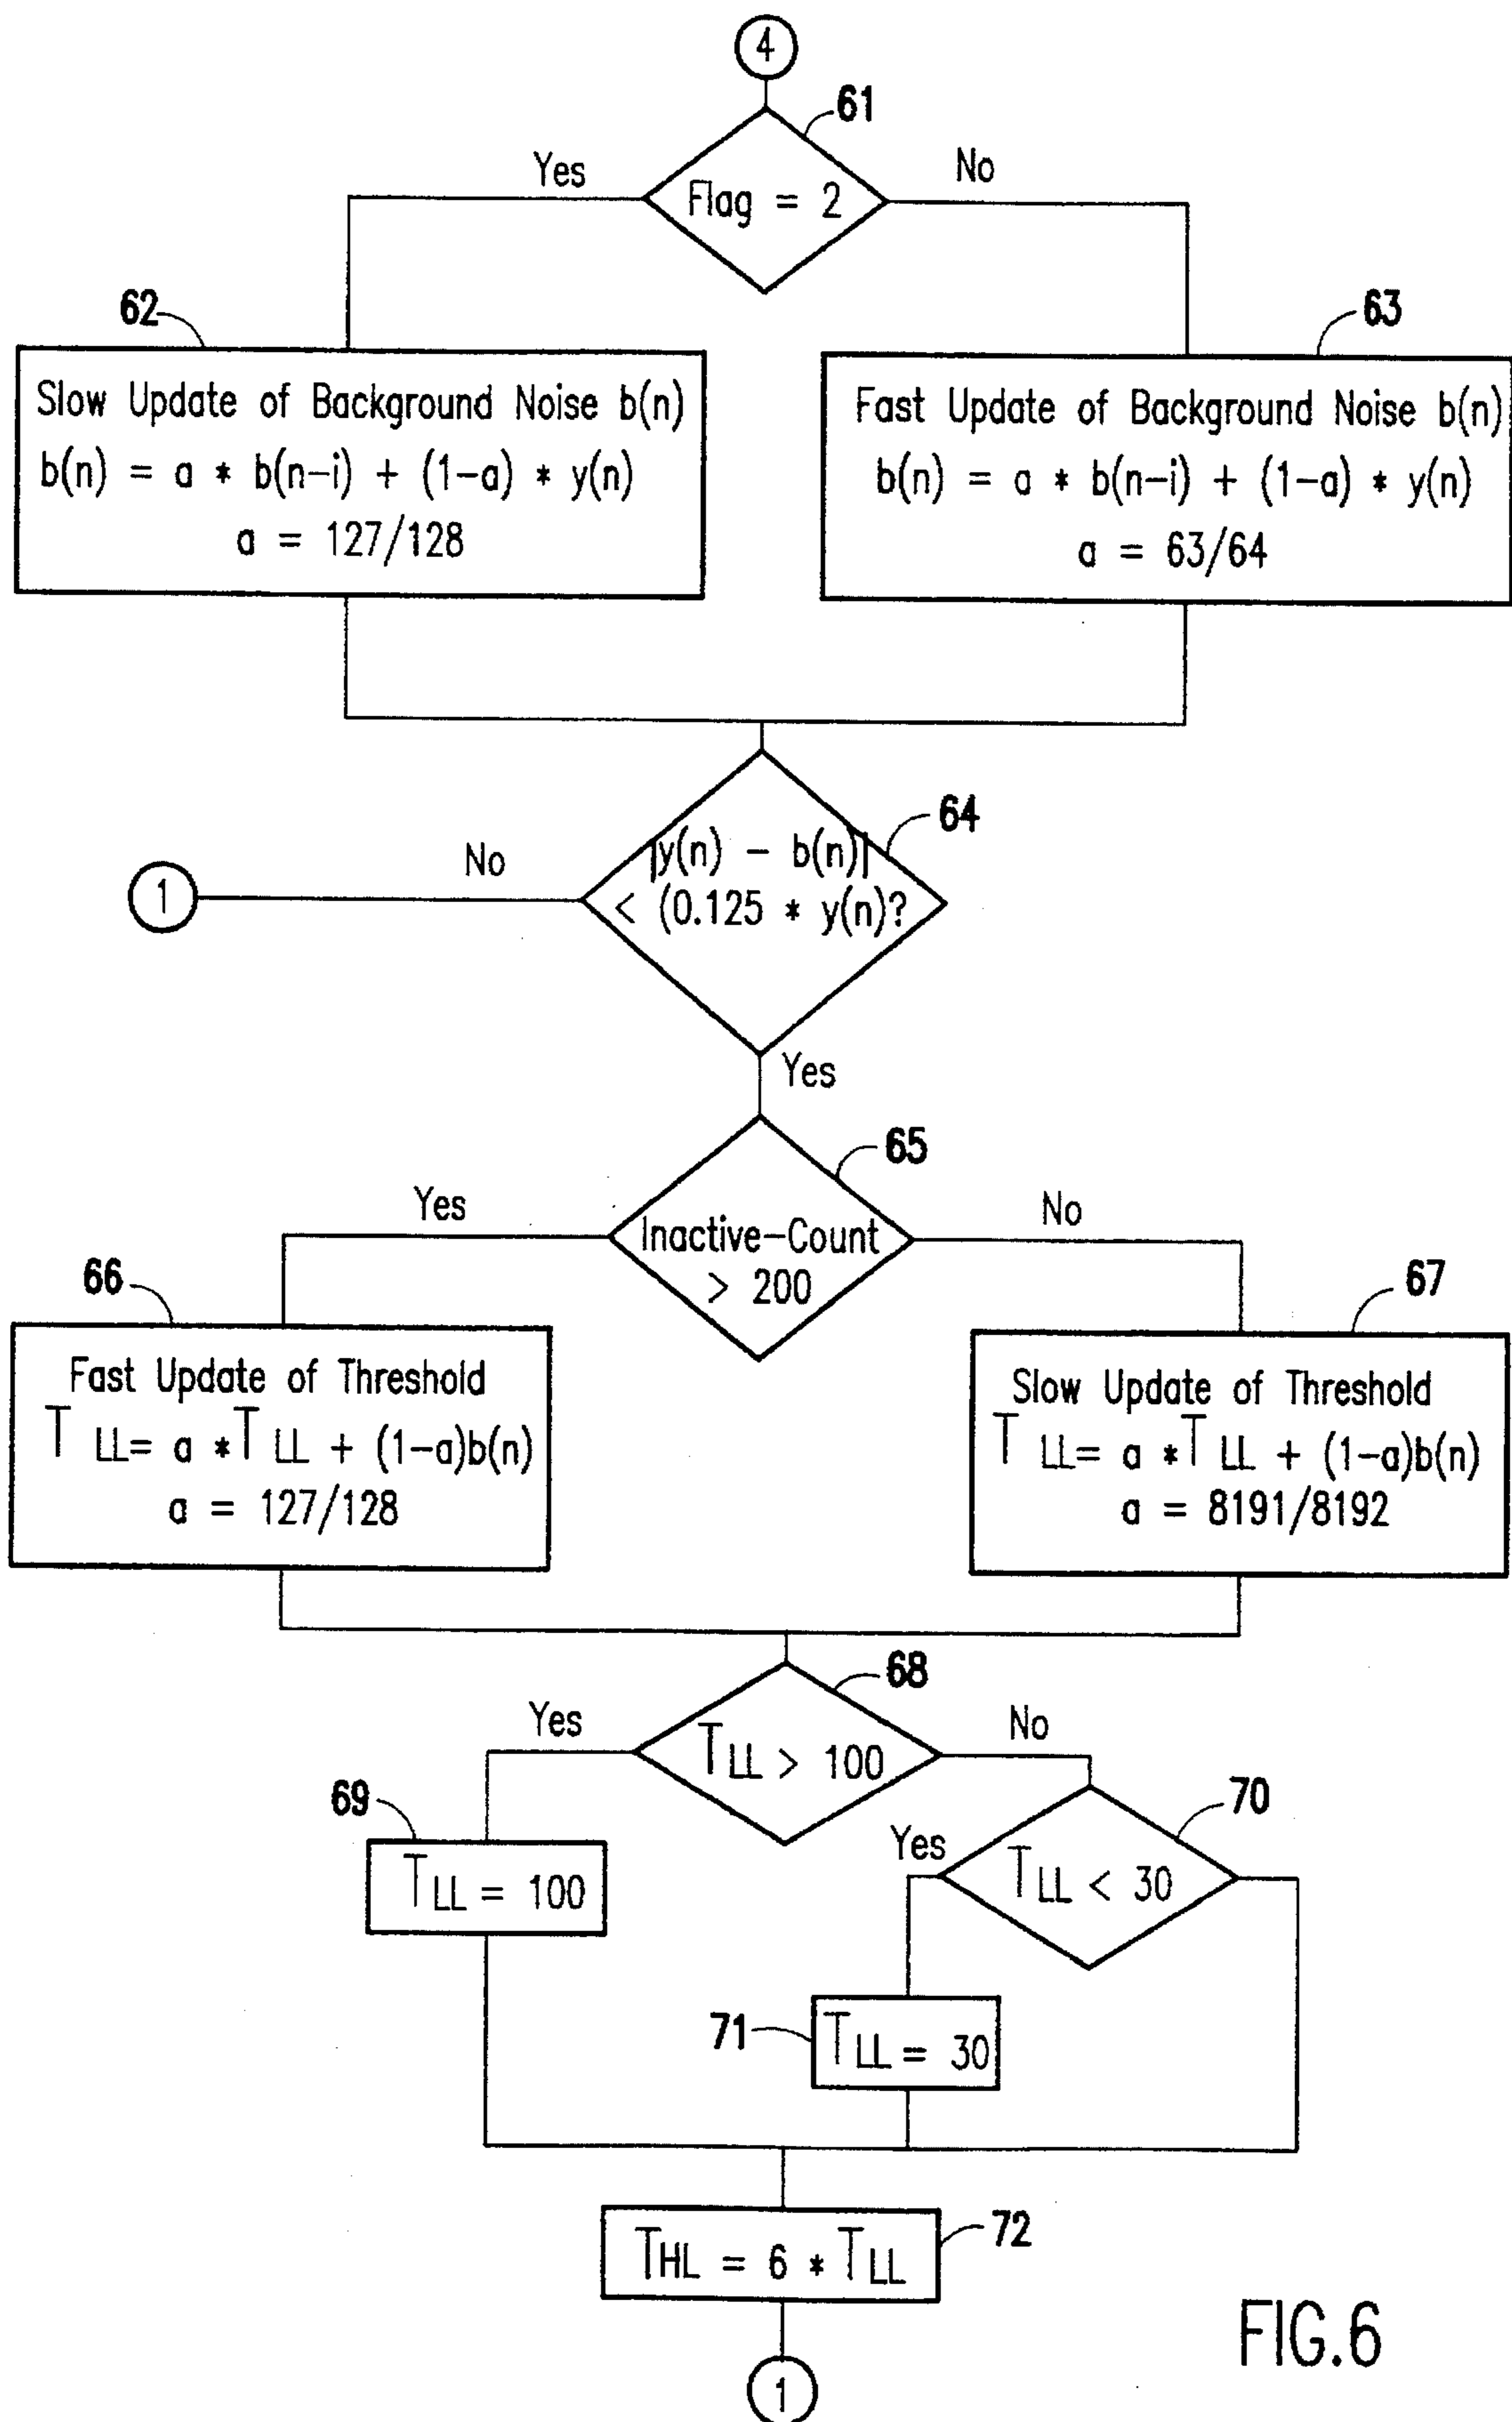 4
61
Yes
No
Flag = 2
62
63
Slow Update of Background Noise b(n)
b(n) = a * b(n-i) + (1-a) * y(n)
a = 127/128
Fast Update of Background Noise b(n)
b(n) = a * b(n-i) + (1-a) * y(n)
a = 63/64
64
|y(n) - b(n)|
< (0.125 * y(n)?
No
1
Yes
65
Yes
No
Inactive-Count
> 200
66
67
Fast Update of Threshold
T LL= a *T LL + (1-a)b(n)
a = 127/128
Slow Update of Threshold
T LL= a *T LL + (1-a)b(n)
a = 8191/8192
68
Yes
No
TLL > 100
69
70
TLL = 100
Yes
TLL < 30
71
TLL = 30
72
THL = 6 * TLL
FIG.6
1